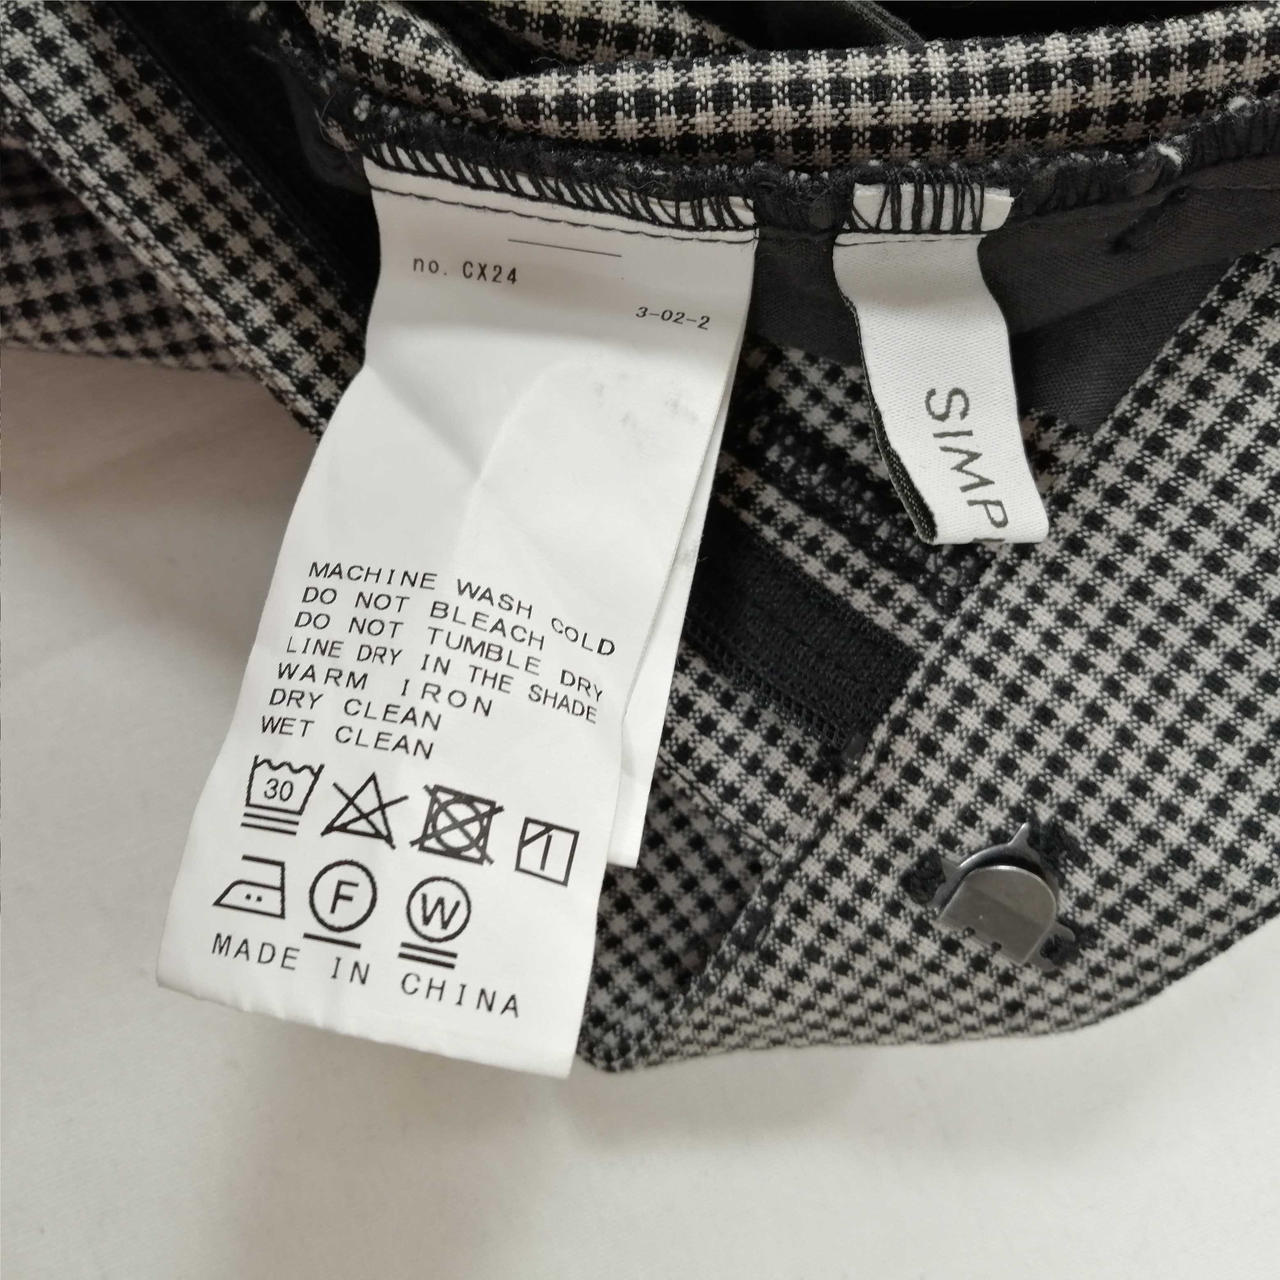 no. CX24
3-02-2
SIMP
MACHINE WASH COLD
DO NOT BLEACH
DO NOT TUMBLE DRY
LINE DRY IN THE SHADE
WARM IRON
DRY CLEAN
WET CLEAN
30
F
W
MADE IN CHINA